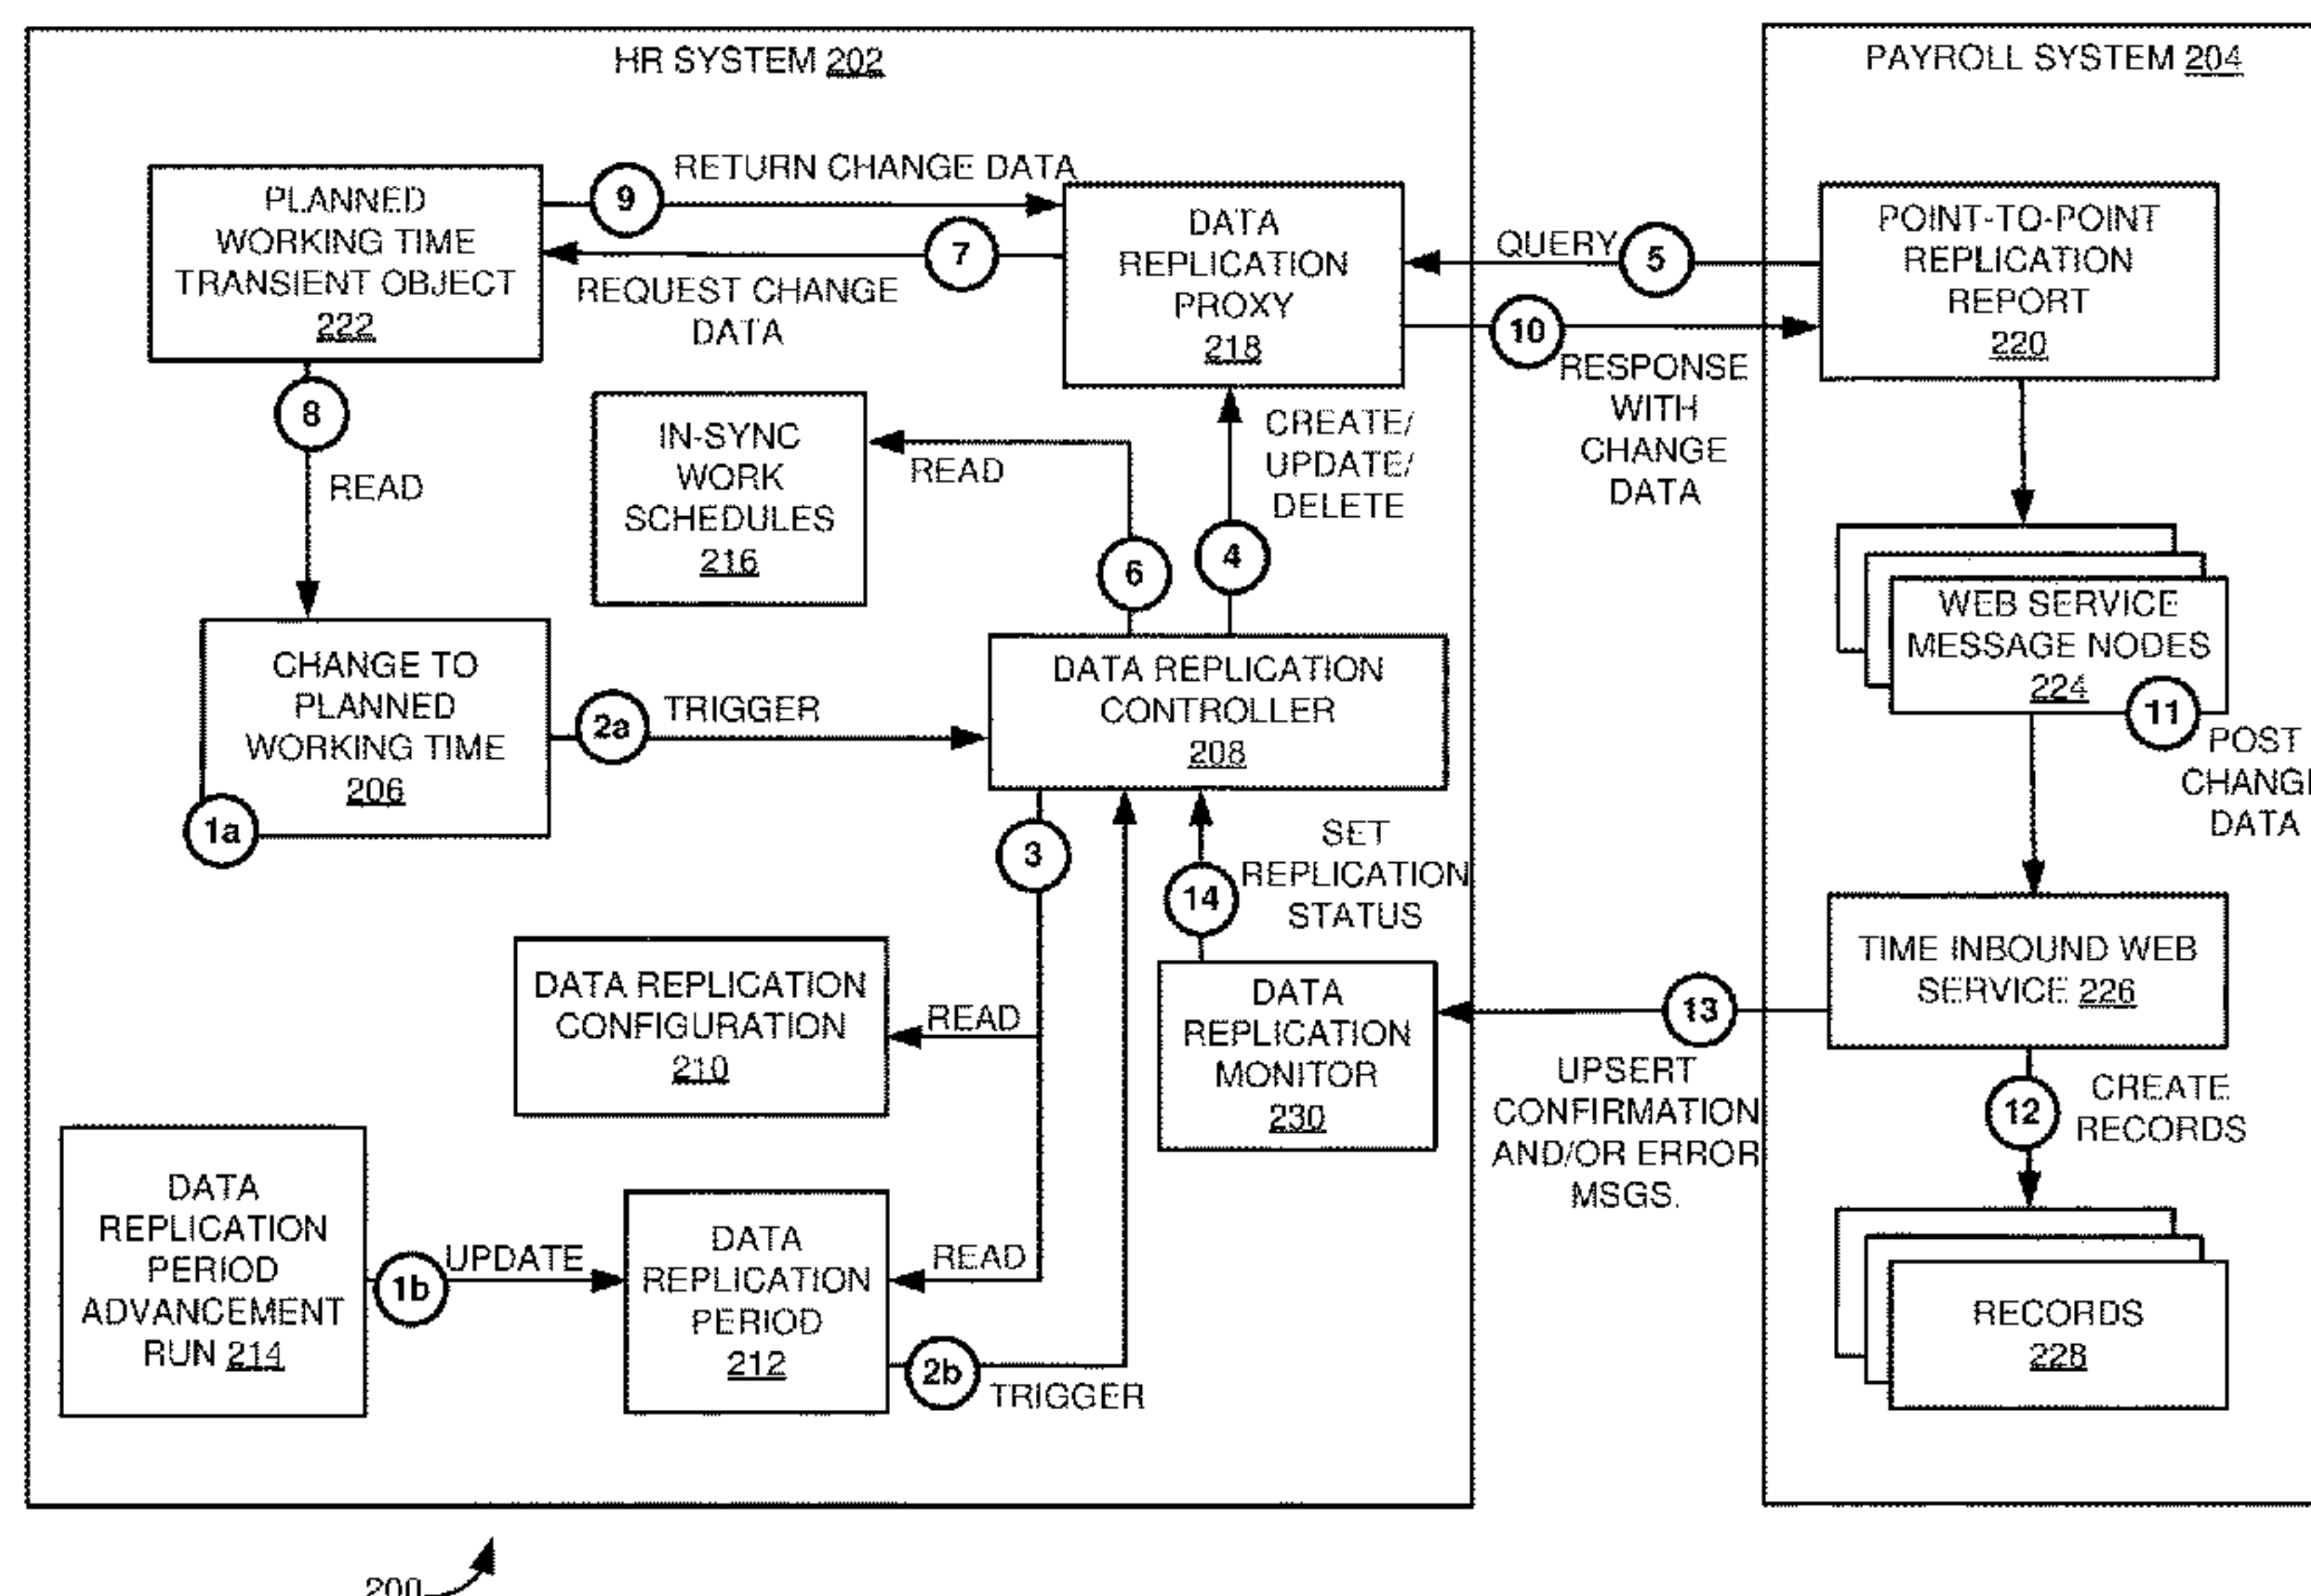 HR SYSTEM 202
PAYROLL SYSTEM 204
PLANNED
WORKING TIME
TRANSIENT OBJECT
222
9
RETURN CHANGE DATA
7
REQUEST CHANGE
DATA
DATA
REPLICATION
PROXY
218
QUERY
5
10
RESPONSE
WITH
CHANGE
DATA
POINT-TO-POINT
REPLICATION
REPORT
220
8
READ
IN-SYNC
WORK
SCHEDULES
216
READ
6
CREATE/
UPDATE/
DELETE
4
WEB SERVICE
MESSAGE NODES
224
11
POST
CHANGE
DATA
CHANGE TO
PLANNED
WORKING TIME
206
1a
2a
TRIGGER
DATA REPLICATION
CONTROLLER
208
3
14
SET
REPLICATION
STATUS
DATA REPLICATION
CONFIGURATION
210
READ
DATA
REPLICATION
MONITOR
230
13
UPSERT
CONFIRMATION
AND/OR ERROR
MSGS.
TIME INBOUND WEB
SERVICE 226
12
CREATE
RECORDS
DATA
REPLICATION
PERIOD
ADVANCEMENT
RUN 214
1b
UPDATE
DATA
REPLICATION
PERIOD
212
READ
2b
TRIGGER
RECORDS
228
200